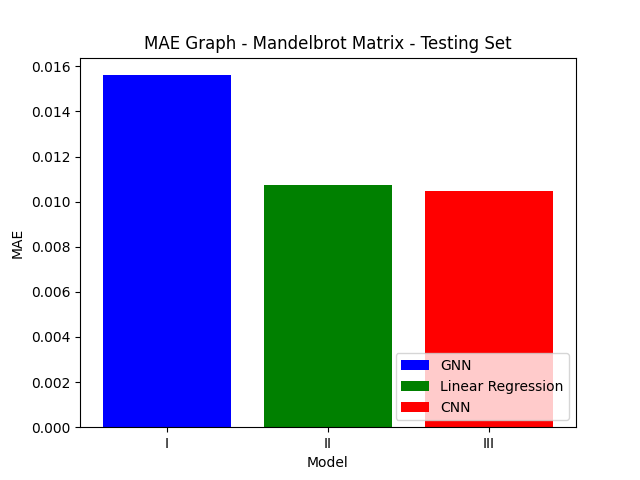 MAE Graph - Mandelbrot Matrix - Testing Set
0.016
0.014
0.012
0.010
0.008
0.006
0.004
0.002
0.000
MAE
GNN
Linear Regression
CNN
I II III
Model